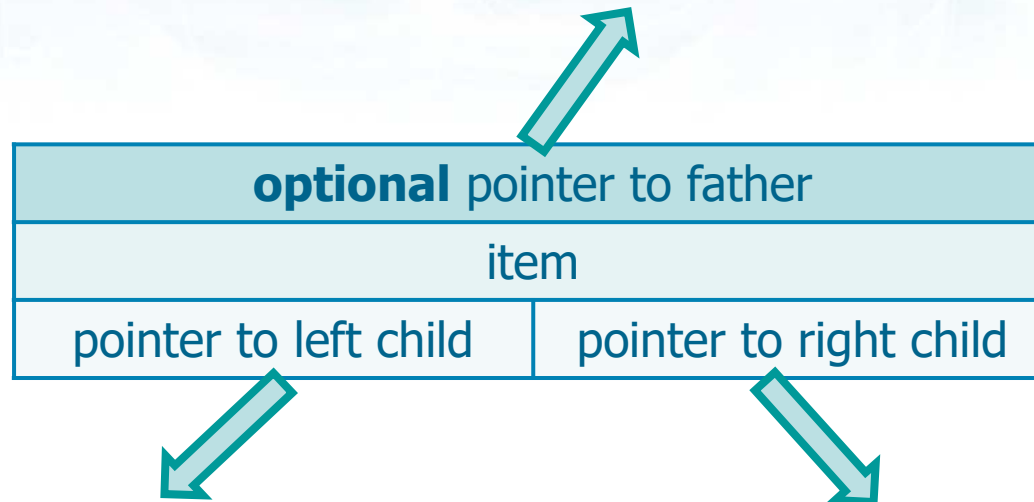 optional pointer to father
item
pointer to left child
pointer to right child